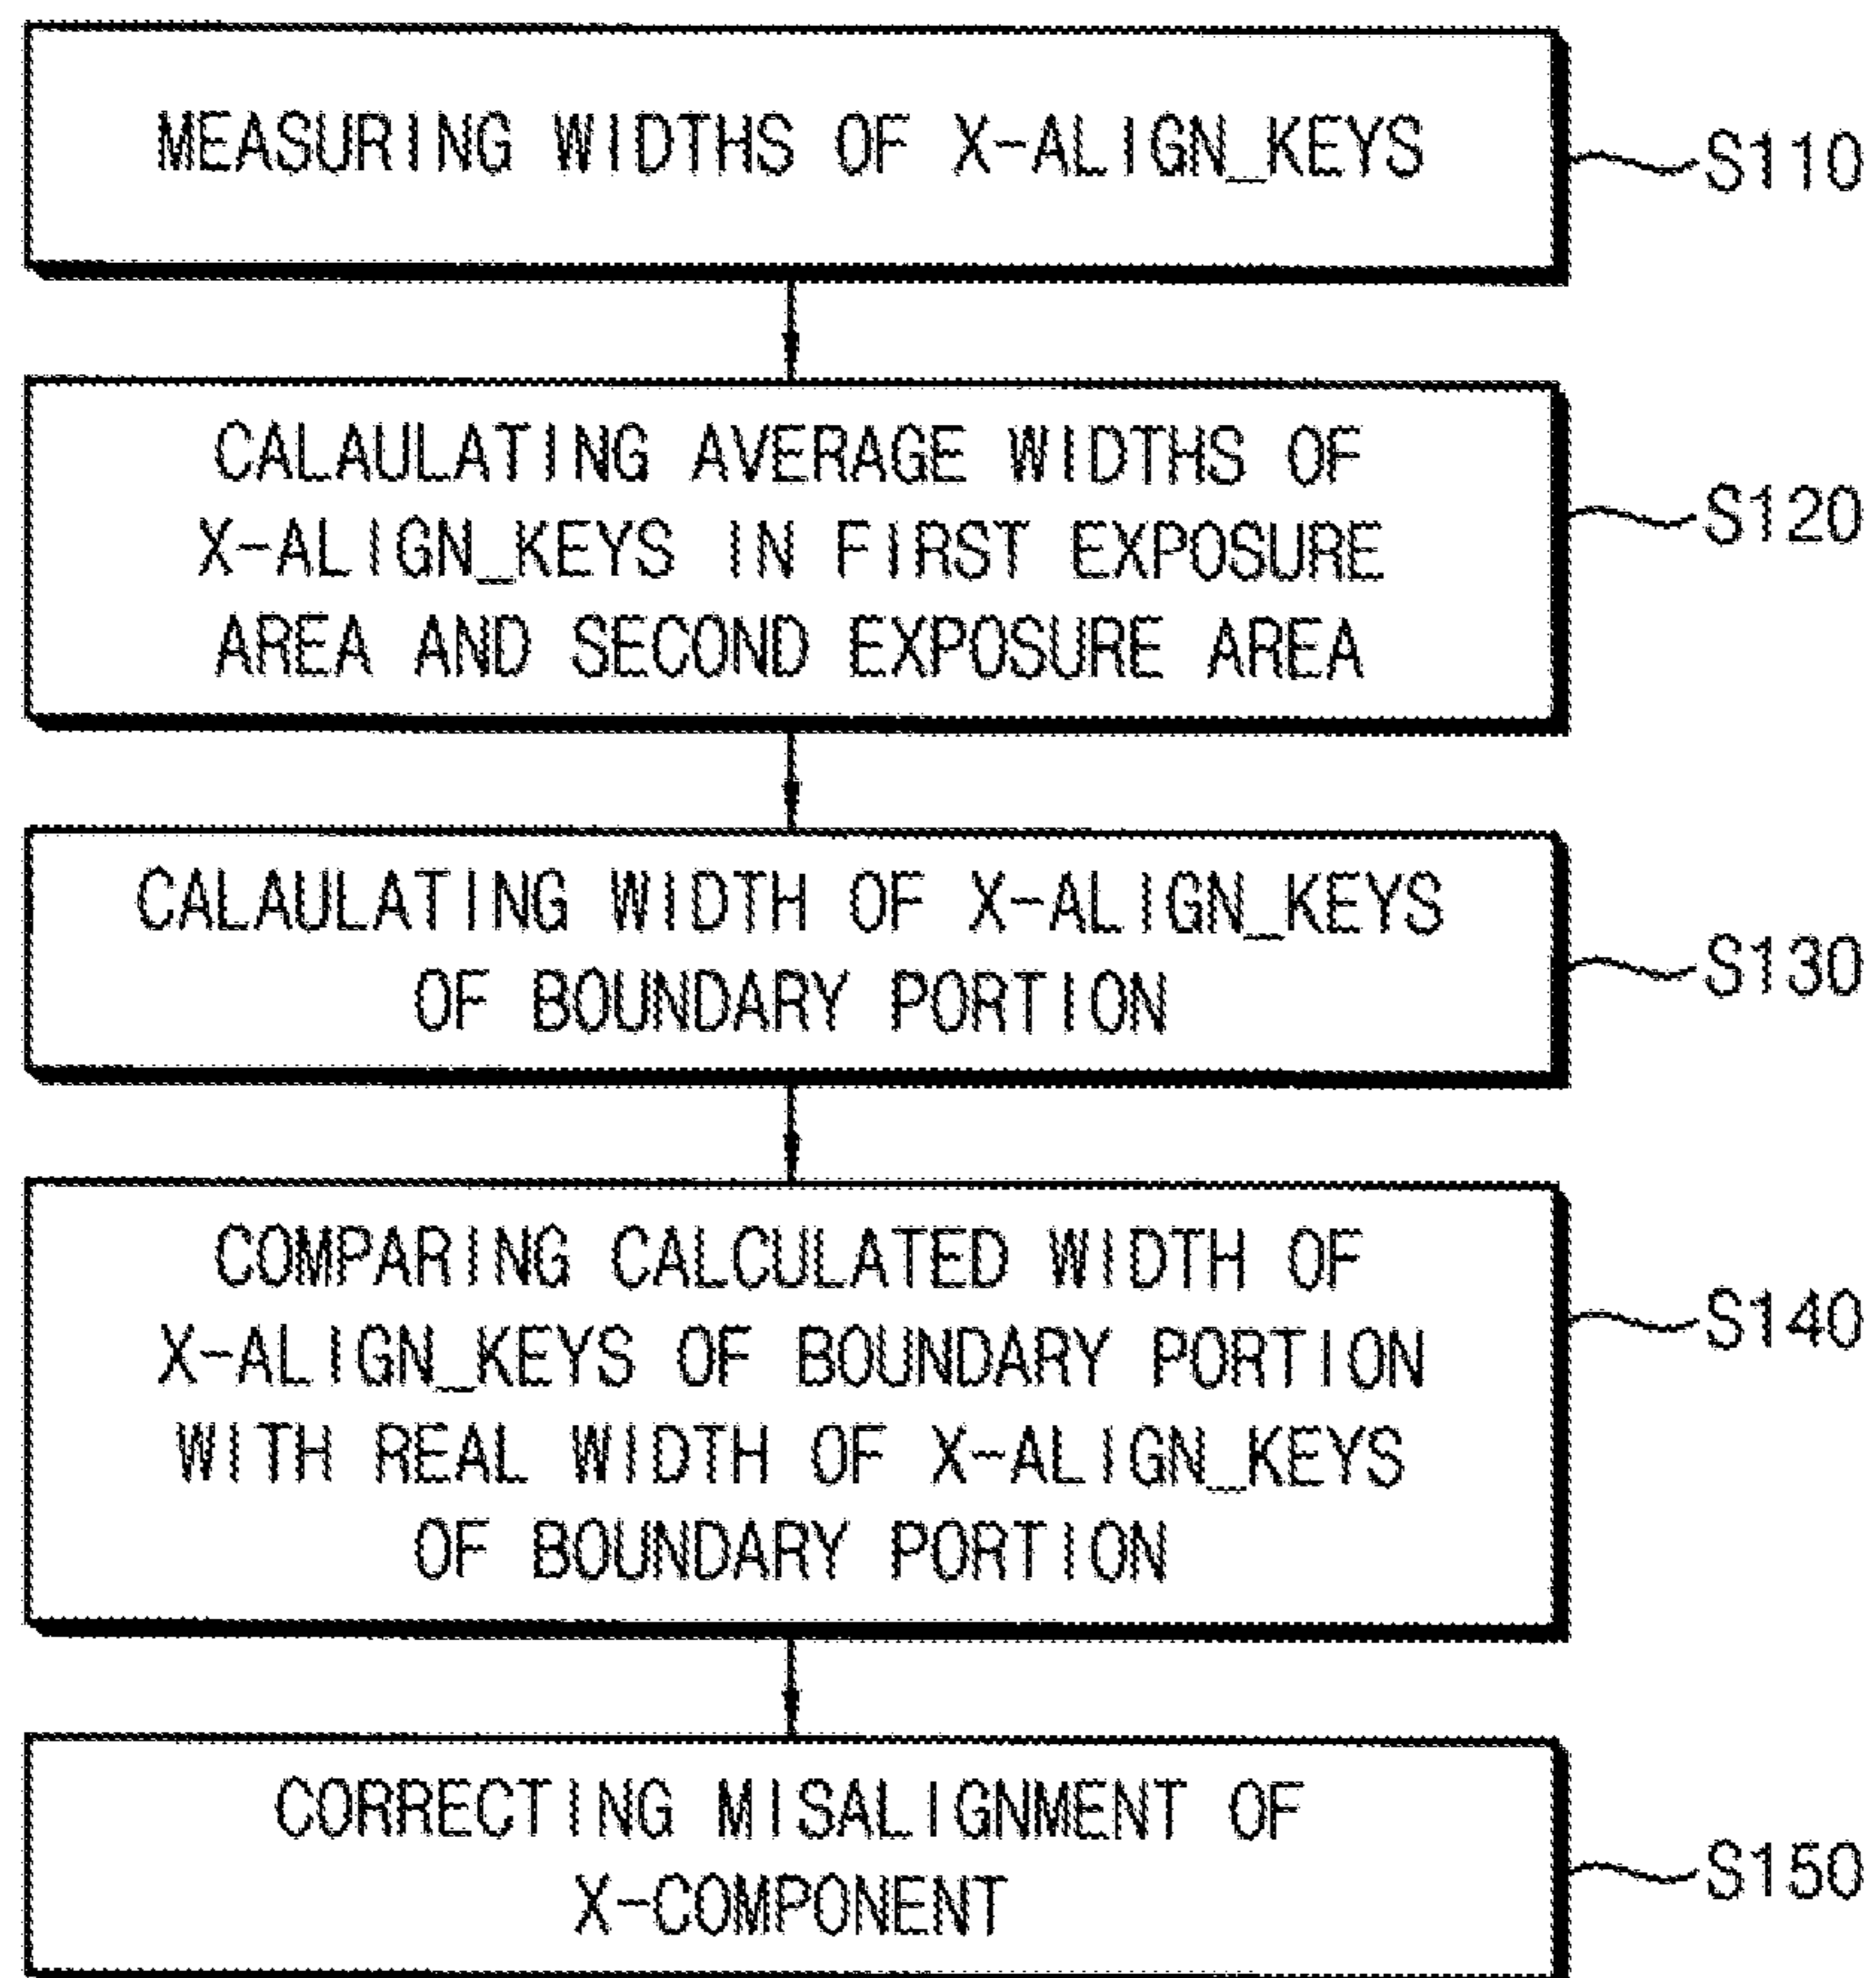 MEASURING WIDTHS OF X-ALIGN_KEYS
S110
CALAULATING AVERAGE WIDTHS OF
X-ALIGN_KEYS IN FIRST EXPOSURE
AREA AND SECOND EXPOSURE AREA
S120
CALAULATING WIDTH OF X-ALIGN_KEYS
OF BOUNDARY PORTION
S130
COMPARING CALCULATED WIDTH OF
X-ALIGN_KEYS OF BOUNDARY PORTION
WITH REAL WIDTH OF X-ALIGN_KEYS
OF BOUNDARY PORTION
S140
CORRECTING MISALIGNMENT OF
X-COMPONENT
S150